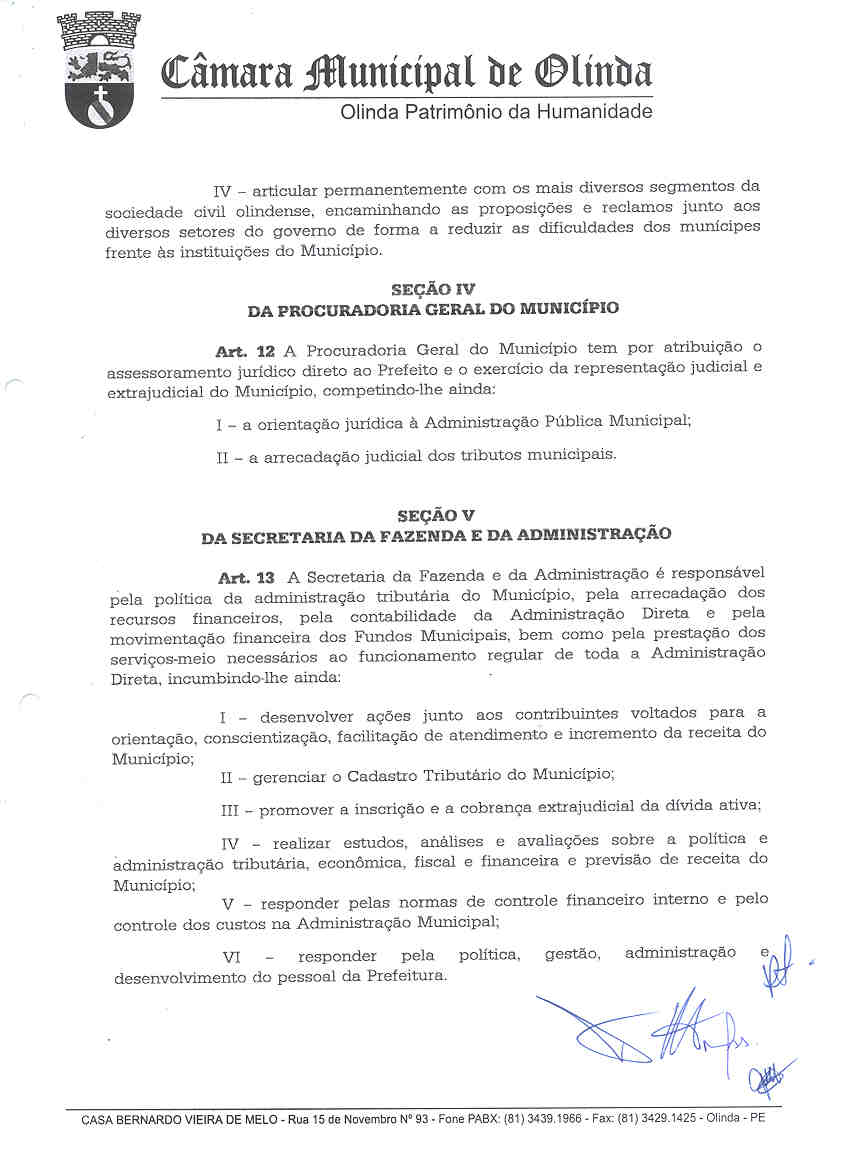 Câmara Municipal de Olinda
Olinda Patrimônio da Humanidade
IV – articular permanentemente com os mais diversos segmentos da
sociedade civil olindense, encaminhando as proposições e reclamos junto aos
diversos setores do governo de forma a reduzir as dificuldades dos munícipes
frente às instituições do Município.
SEÇÃO IV
DA PROCURADORIA GERAL DO MUNICÍPIO
Art. 12 A Procuradoria Geral do Município tem por atribuição o
assessoramento jurídico direto ao Prefeito e o exercício da representação judicial e
extrajudicial do Município, competindo-lhe ainda:
I – a orientação jurídica à Administração Pública Municipal;
II – a arrecadação judicial dos tributos municipais.
SEÇÃO V
DA SECRETARIA DA FAZENDA E DA ADMINISTRAÇÃO
Art. 13 A Secretaria da Fazenda e da Administração é responsável
pela política da administração tributária do Município, pela arrecadação dos
recursos financeiros, pela contabilidade da Administração Direta e pela
movimentação financeira dos Fundos Municipais, bem como pela prestação dos
serviços-meio necessários ao funcionamento regular de toda a Administração
Direta, incumbindo-lhe ainda:
I – desenvolver ações junto aos contribuintes voltados para a
orientação, conscientização, facilitação de atendimento e incremento da receita do
Município;
II – gerenciar o Cadastro Tributário do Município;
III – promover a inscrição e a cobrança extrajudicial da dívida ativa;
IV – realizar estudos, análises e avaliações sobre a política e
administração tributária, econômica, fiscal e financeira e previsão de receita do
Município;
V – responder pelas normas de controle financeiro interno e pelo
controle dos custos na Administração Municipal;
VI – responder pela política, gestão, administração e
desenvolvimento do pessoal da Prefeitura.
CASA BERNARDO VIEIRA DE MELO - Rua 15 de Novembro Nº 93 - Fone PABX: (81) 3439.1966 - Fax: (81) 3429.1425 - Olinda - PE